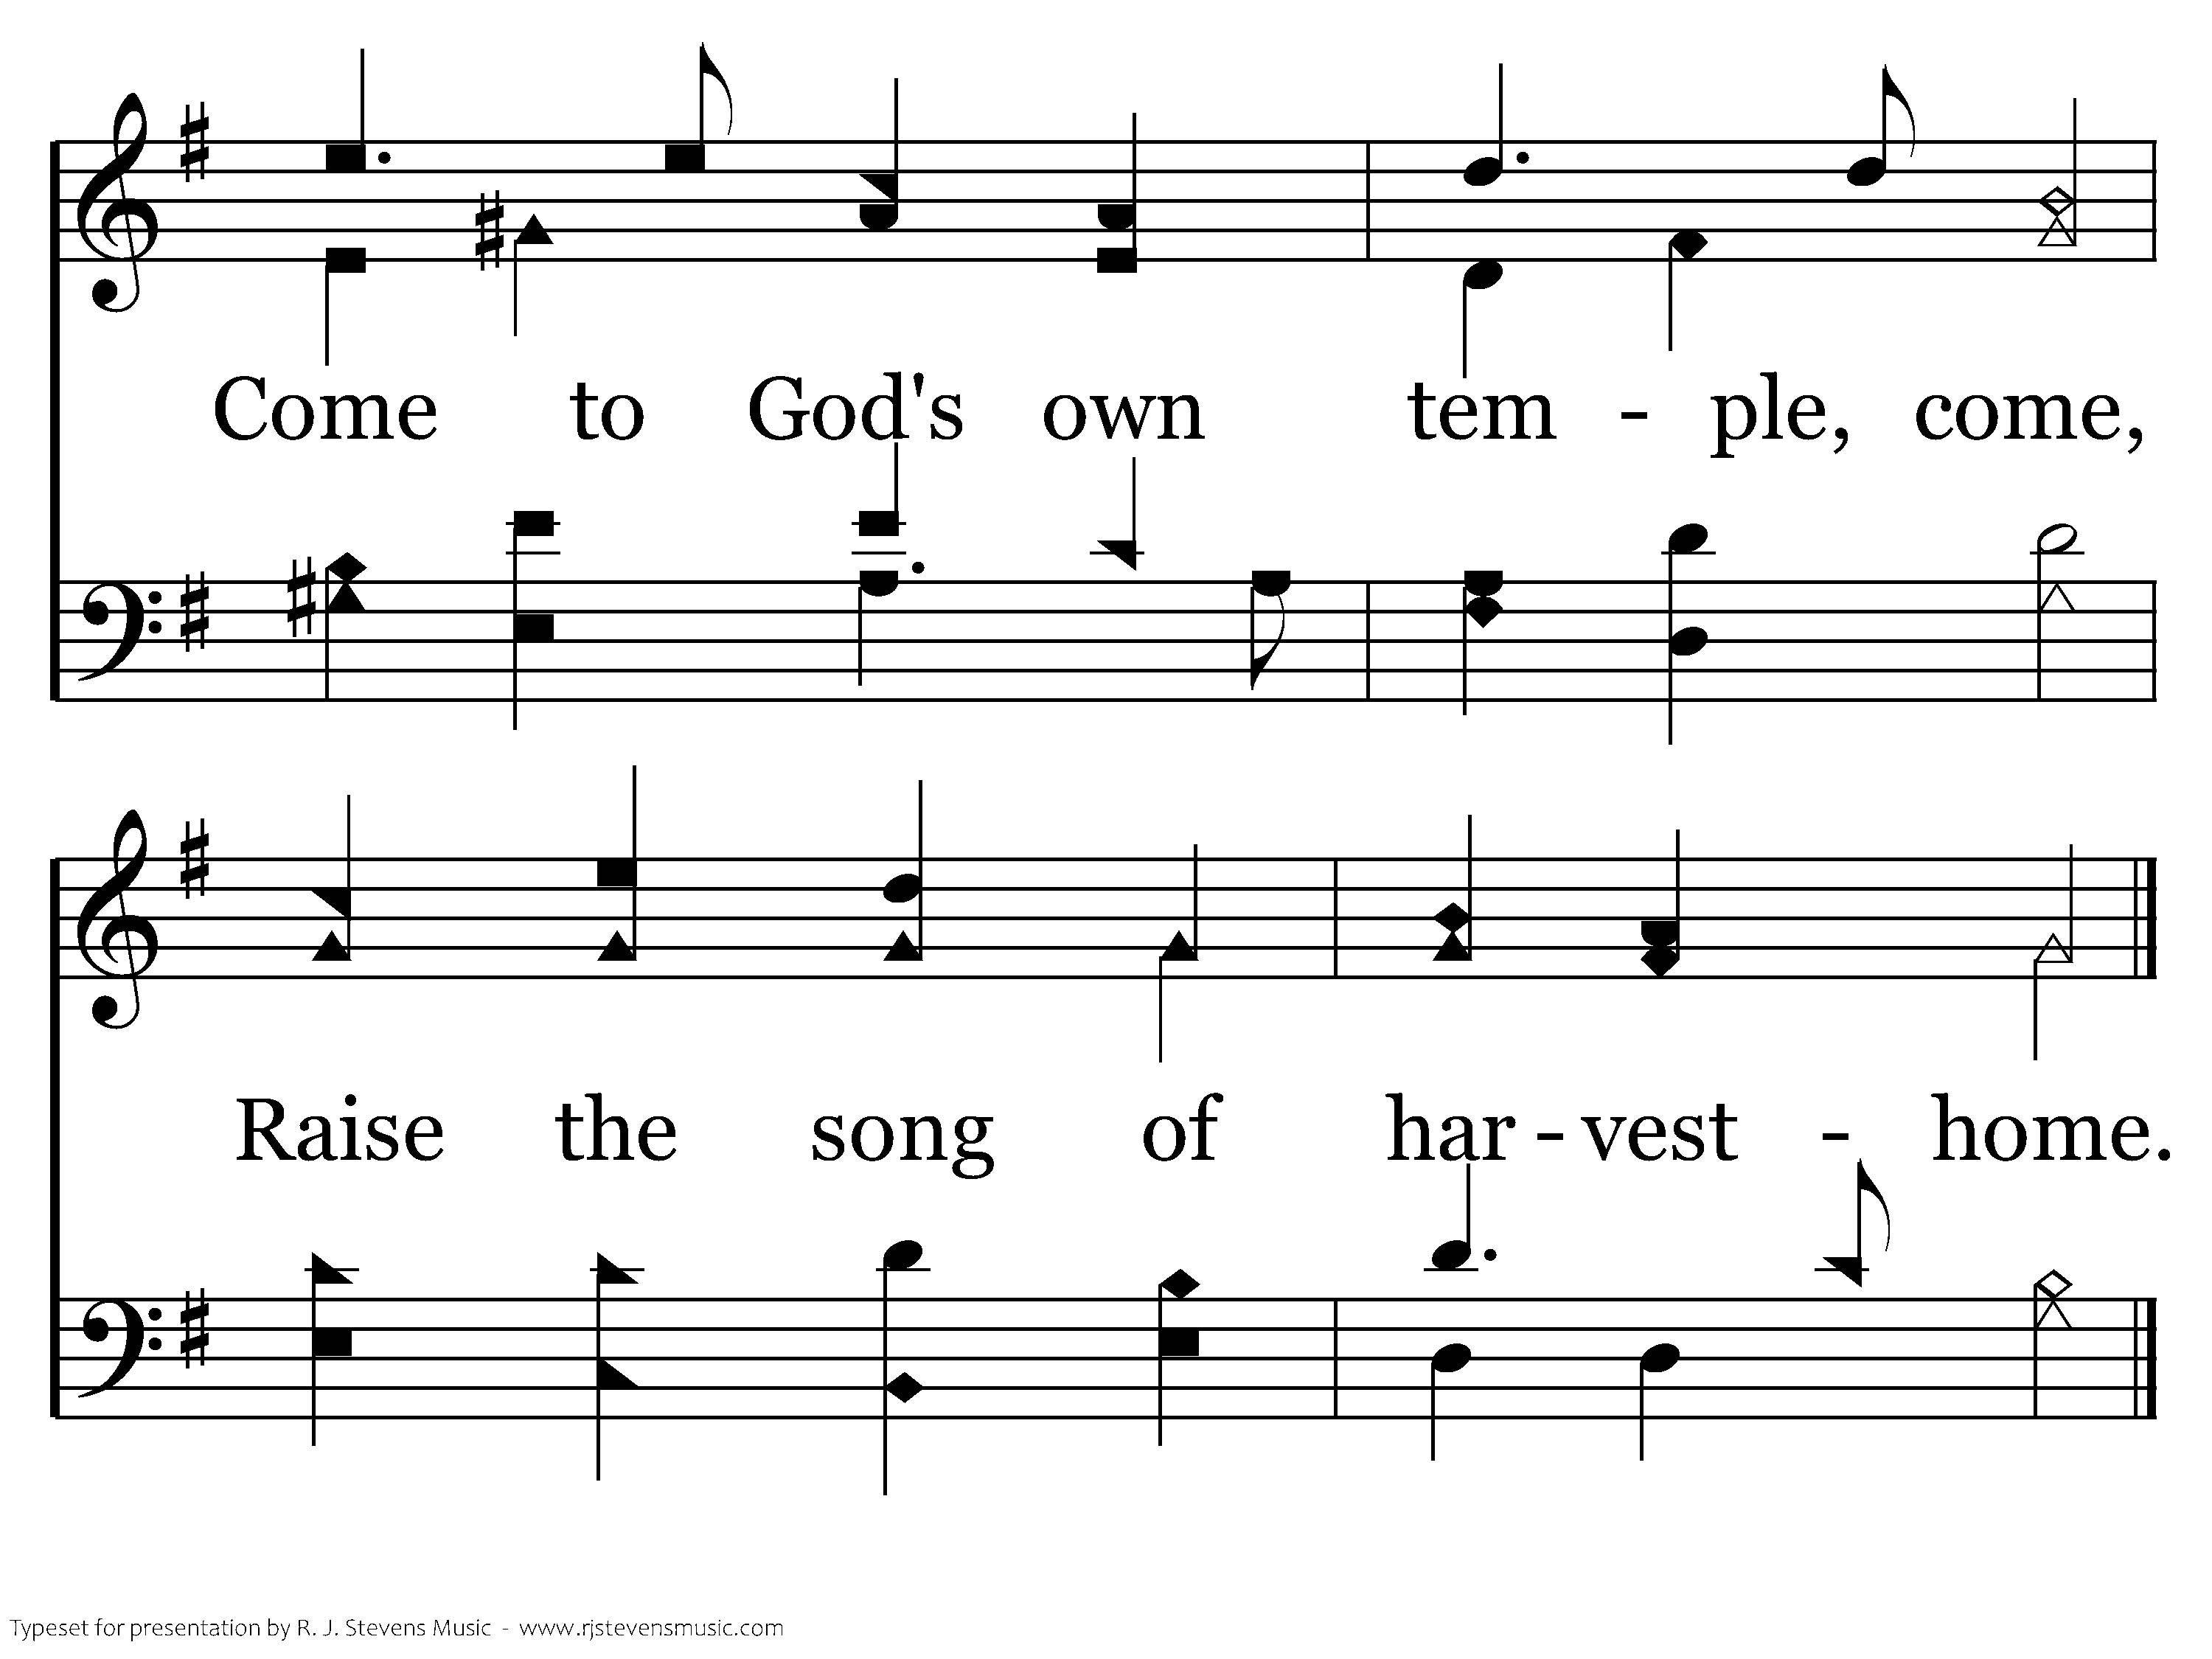 Come to God's own tem - ple, come,
Raise the song of har - vest - home.
Typeset for presentation by R. J. Stevens Music - www.rjstevensmusic.com